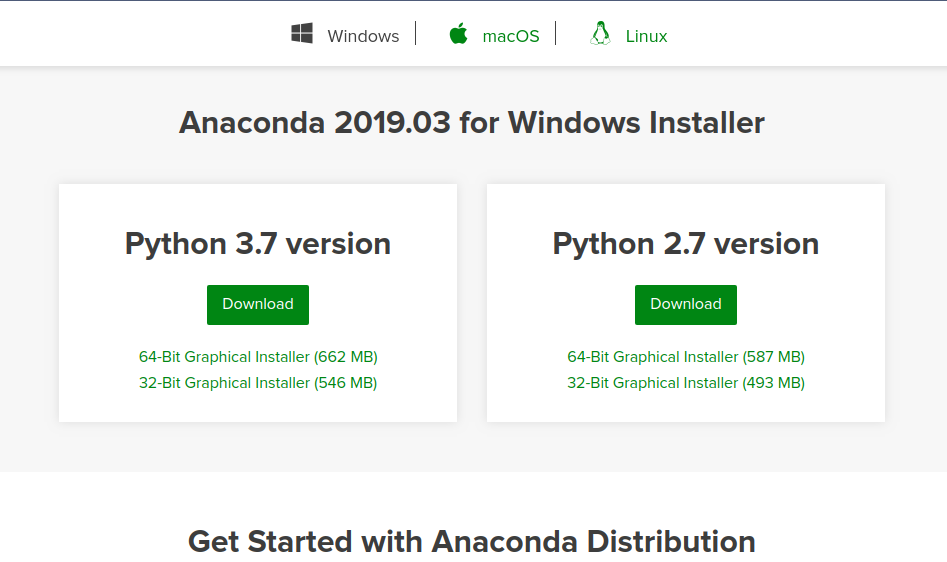 Windows
macOS
Linux
Anaconda 2019.03 for Windows Installer
Python 3.7 version
Download
64-Bit Graphical Installer (662 MB)
32-Bit Graphical Installer (546 MB)
Python 2.7 version
Download
64-Bit Graphical Installer (587 MB)
32-Bit Graphical Installer (493 MB)
Get Started with Anaconda Distribution